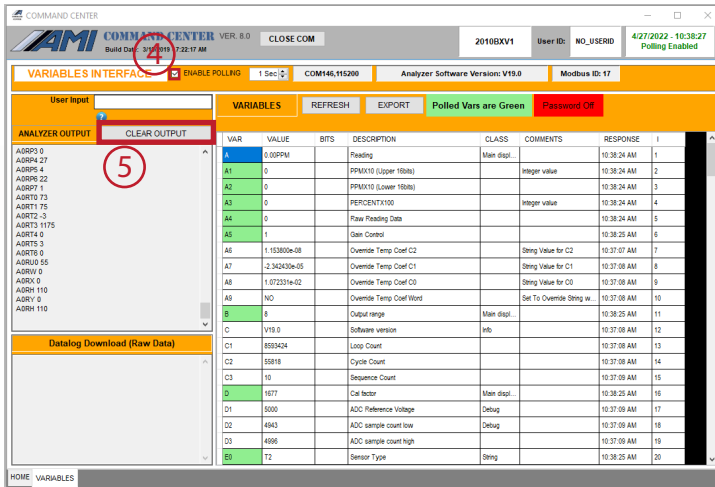 COMMAND CENTER
AMI
COMMAND CENTER VER. 8.0 CLOSE COM 2010BXV1 User ID: NO_USERID 4/27/2022 - 10:38:27
Build Date: 3/1 /2019 7:22:17 AM Polling Enabled
4
VARIABLES INTERFACE ENABLE POLLING 1 Sec COM146,115200 Analyzer Software Version: V19.0 Modbus ID: 17
User Input
?
VARIABLES REFRESH EXPORT Polled Vars are Green Password Off
ANALYZER OUTPUT CLEAR OUTPUT
5
A0RP3 0
A0RP4 27
A0RP5 4
A0RP6 22
A0RP7 1
A0RT0 73
A0RT1 75
A0RT2 -3
A0RT3 1175
A0RT4 0
A0RT5 3
A0RT6 0
A0RU0 55
A0RW 0
A0RX 0
A0RH 110
A0RY 0
A0RH 110
Datalog Download (Raw Data)
VAR VALUE BITS DESCRIPTION CLASS COMMENTS RESPONSE I
A 0.00PPM Reading Main displ... 10:38:24 AM 1
A1 0 PPMX10 (Upper 16bits) Integer value 10:38:24 AM 2
A2 0 PPMX10 (Lower 16bits) 10:38:24 AM 3
A3 0 PERCENTX100 Integer value 10:38:24 AM 4
A4 0 Raw Reading Data 10:38:24 AM 5
A5 1 Gain Control 10:38:25 AM 6
A6 1.153800e-08 Override Temp Coef C2 String Value for C2 10:37:07 AM 7
A7 -2.342430e-05 Override Temp Coef C1 String Value for C1 10:37:08 AM 8
A8 1.072331e-02 Override Temp Coef C0 String Value for C0 10:37:08 AM 9
A9 NO Override Temp Coef Word Set To Override String w... 10:37:08 AM 10
B 8 Output range Main displ... 10:38:25 AM 11
C V19.0 Software version Info 10:37:08 AM 12
C1 8593424 Loop Count 10:37:08 AM 13
C2 55818 Cycle Count 10:37:08 AM 14
C3 10 Sequence Count 10:37:09 AM 15
D 1677 Cal factor Main displ... 10:38:25 AM 16
D1 5000 ADC Reference Voltage Debug 10:37:09 AM 17
D2 4943 ADC sample count low Debug 10:37:09 AM 18
D3 4996 ADC sample count high 10:37:09 AM 19
E0 T2 Sensor Type String 10:38:25 AM 20
HOME VARIABLES